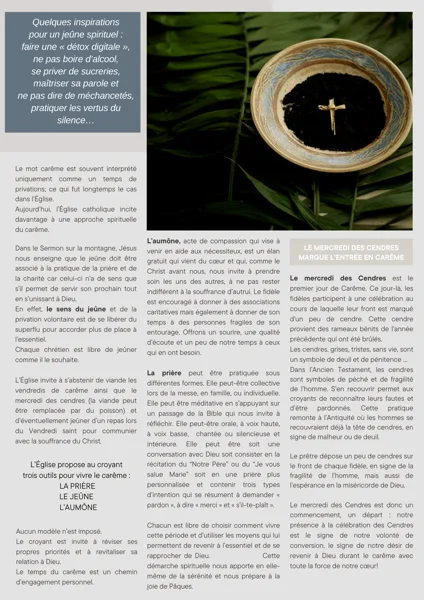 Quelques inspirations
pour un jeûne spirituel :
faire une « détox digitale »,
ne pas boire d'alcool,
se priver de sucreries,
maîtriser sa parole et
ne pas dire de méchancetés,
pratiquer les vertus du
silence…
Le mot carême est souvent interprété
uniquement comme un temps de
privations; ce qui fut longtemps le cas
dans l'Église.
Aujourd'hui, l'Église catholique incite
davantage à une approche spirituelle
du carême.
Dans le Sermon sur la montagne, Jésus
nous enseigne que le jeûne doit être
associé à la pratique de la prière et de
la charité car celui-ci n'a de sens que
s'il permet de servir son prochain tout
en s'unissant à Dieu.
En effet, le sens du jeûne et de la
privation volontaire est de se libérer du
superflu pour accorder plus de place à
l'essentiel.
Chaque chrétien est libre de jeûner
comme il le souhaite.
L'Église invite à s'abstenir de viande les
vendredis de carême ainsi que le
mercredi des cendres (la viande peut
être remplacée par du poisson) et
d'éventuellement jeûner d'un repas lors
du Vendredi saint pour communier
avec la souffrance du Christ.
L'Église propose au croyant
trois outils pour vivre le carême :
LA PRIÈRE
LE JEÛNE
L'AUMÔNE
Aucun modèle n'est imposé.
Le croyant est invité à réviser ses
propres priorités et à revitaliser sa
relation à Dieu.
Le temps du carême est un chemin
d'engagement personnel.
L'aumône, acte de compassion qui vise à
venir en aide aux nécessiteux, est un élan
gratuit qui vient du cœur et qui, comme le
Christ avant nous, nous invite à prendre
soin les uns des autres, à ne pas rester
indifférent à la souffrance d'autrui. Le fidèle
est encouragé à donner à des associations
caritatives mais également à donner de son
temps à des personnes fragiles de son
entourage. Offrons un sourire, une qualité
d'écoute et un peu de notre temps à ceux
qui en ont besoin.
La prière peut être pratiquée sous
différentes formes. Elle peut-être collective
lors de la messe, en famille, ou individuelle.
Elle peut être méditative en s'appuyant sur
un passage de la Bible qui nous invite à
réfléchir. Elle peut-être orale, à voix haute,
à voix basse, chantée ou silencieuse et
intérieure. Elle peut être soit une
conversation avec Dieu soit consister en la
récitation du "Notre Père" ou du "Je vous
salue Marie" soit en une prière plus
personnalisée et contenir trois types
d'intention qui se résument à demander «
pardon », à dire « merci » et « s'il-te-plaît ».
Chacun est libre de choisir comment vivre
cette période et d'utiliser les moyens qui lui
permettent de revenir à l'essentiel et de se
rapprocher de Dieu. Cette
démarche spirituelle nous apporte en elle-
même de la sérénité et nous prépare à la
joie de Pâques.
LE MERCREDI DES CENDRES
MARQUE L'ENTRÉE EN CARÊME
Le mercredi des Cendres est le
premier jour de Carême. Ce jour-là, les
fidèles participent à une célébration au
cours de laquelle leur front est marqué
d'un peu de cendre. Cette cendre
provient des rameaux bénits de l'année
précédente qui ont été brûlés.
Les cendres, grises, tristes, sans vie, sont
un symbole de deuil et de pénitence ...
Dans l'Ancien Testament, les cendres
sont symboles de péché et de fragilité
de l'homme. S'en recouvrir permet aux
croyants de reconnaître leurs fautes et
d'être pardonnés. Cette pratique
remonte à l'Antiquité où les hommes se
recouvraient déjà la tête de cendres, en
signe de malheur ou de deuil.
Le prêtre dépose un peu de cendres sur
le front de chaque fidèle, en signe de la
fragilité de l'homme, mais aussi de
l'espérance en la miséricorde de Dieu.
Le mercredi des Cendres est donc un
commencement, un départ : notre
présence à la célébration des Cendres
est le signe de notre volonté de
conversion, le signe de notre désir de
revenir à Dieu durant le carême avec
toute la force de notre cœur!